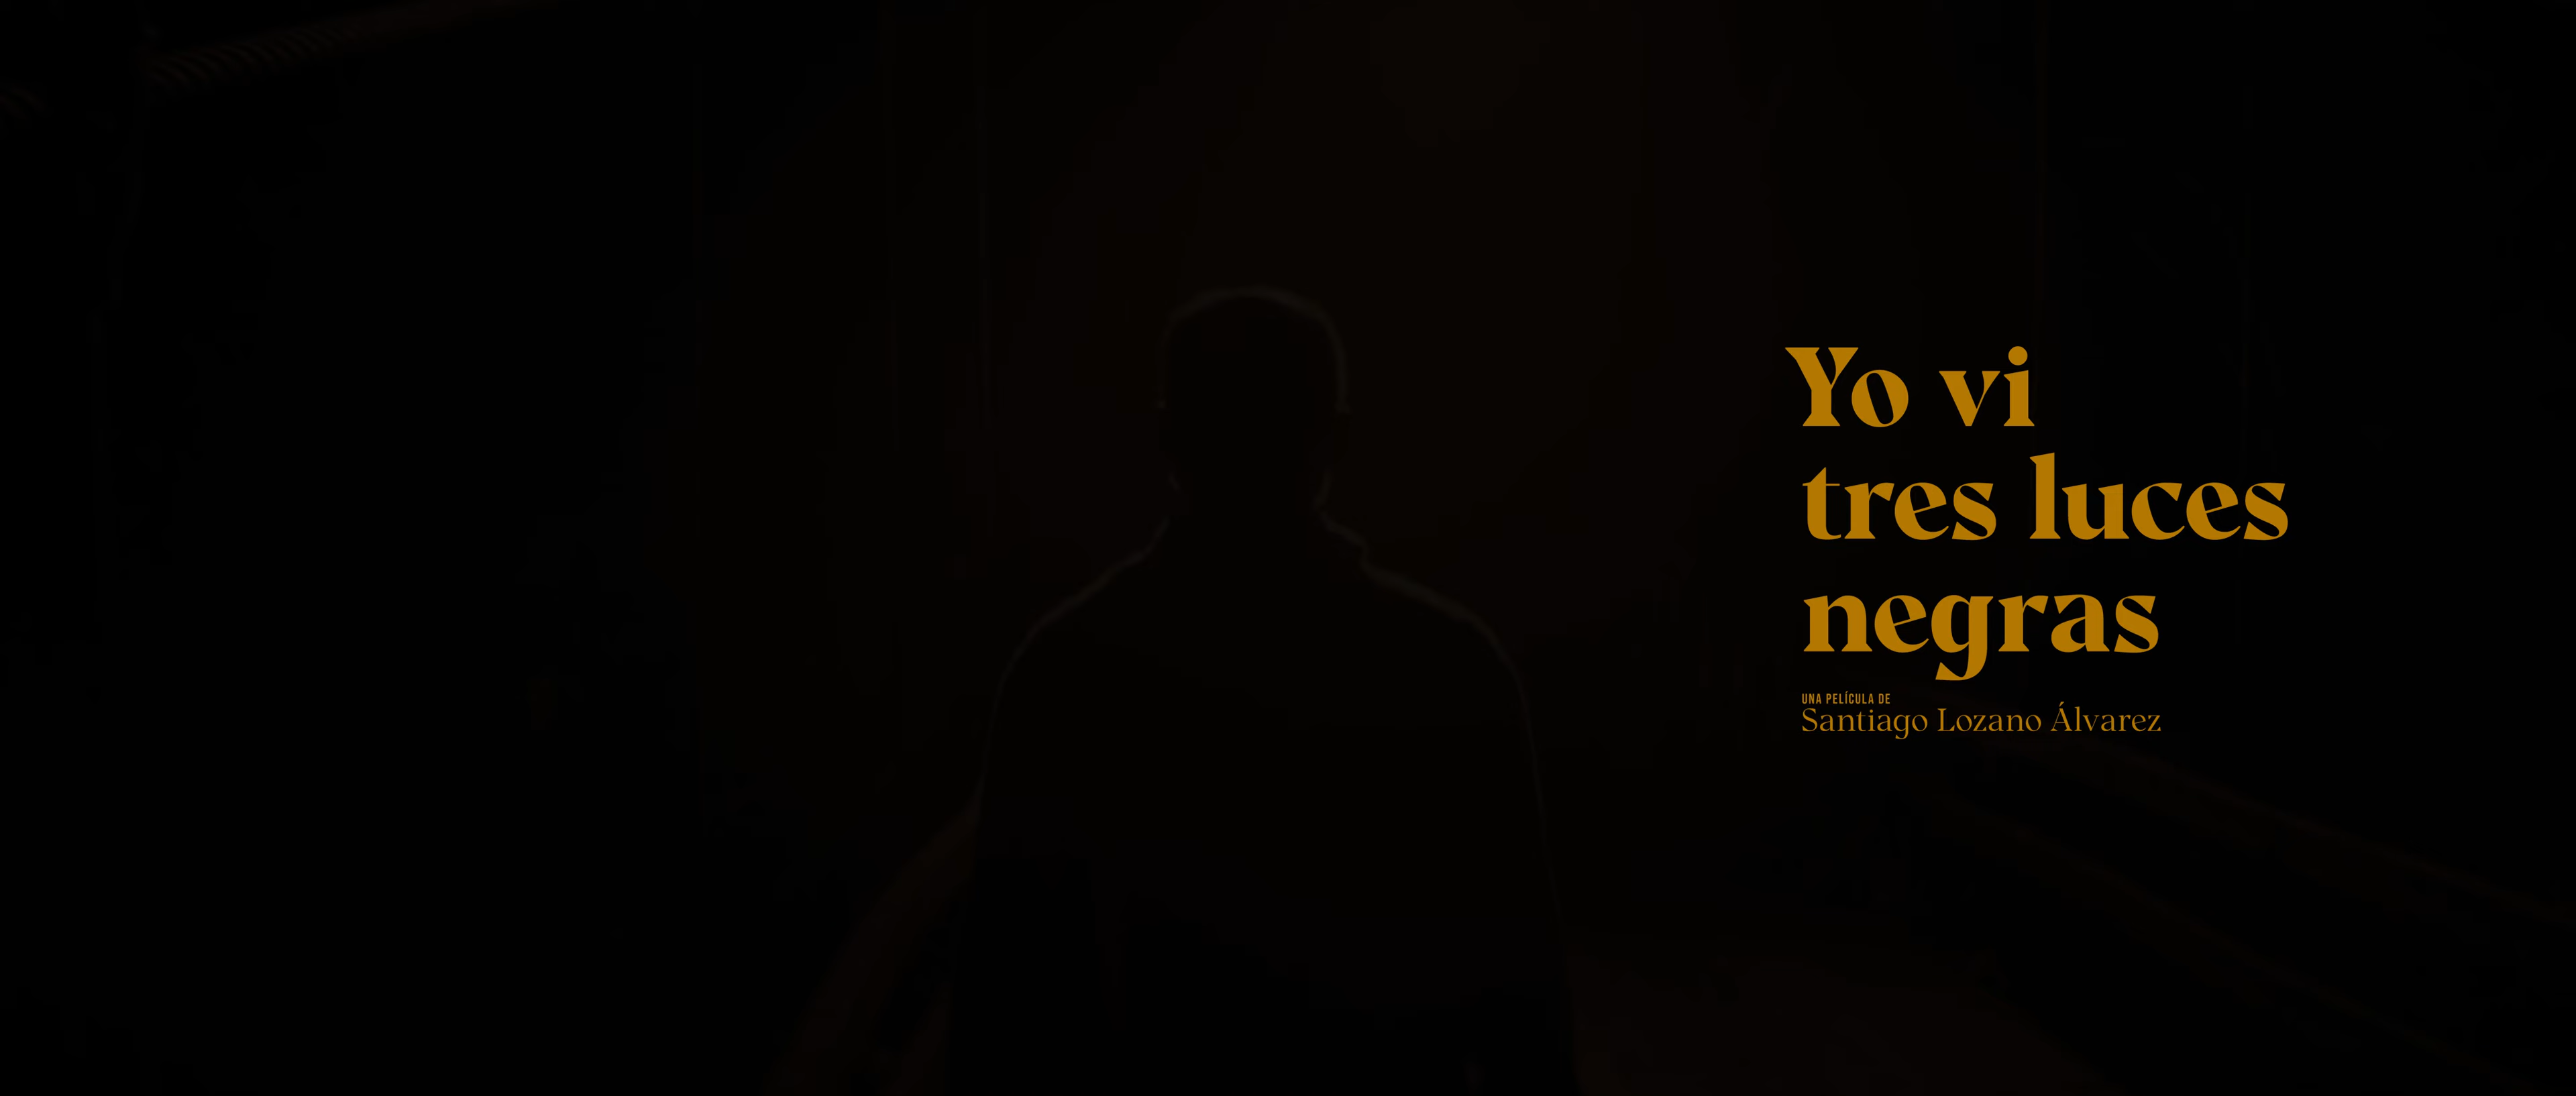 Yo vi
tres luces
negras
UNA PELÍCULA DE
Santiago Lozano Álvarez